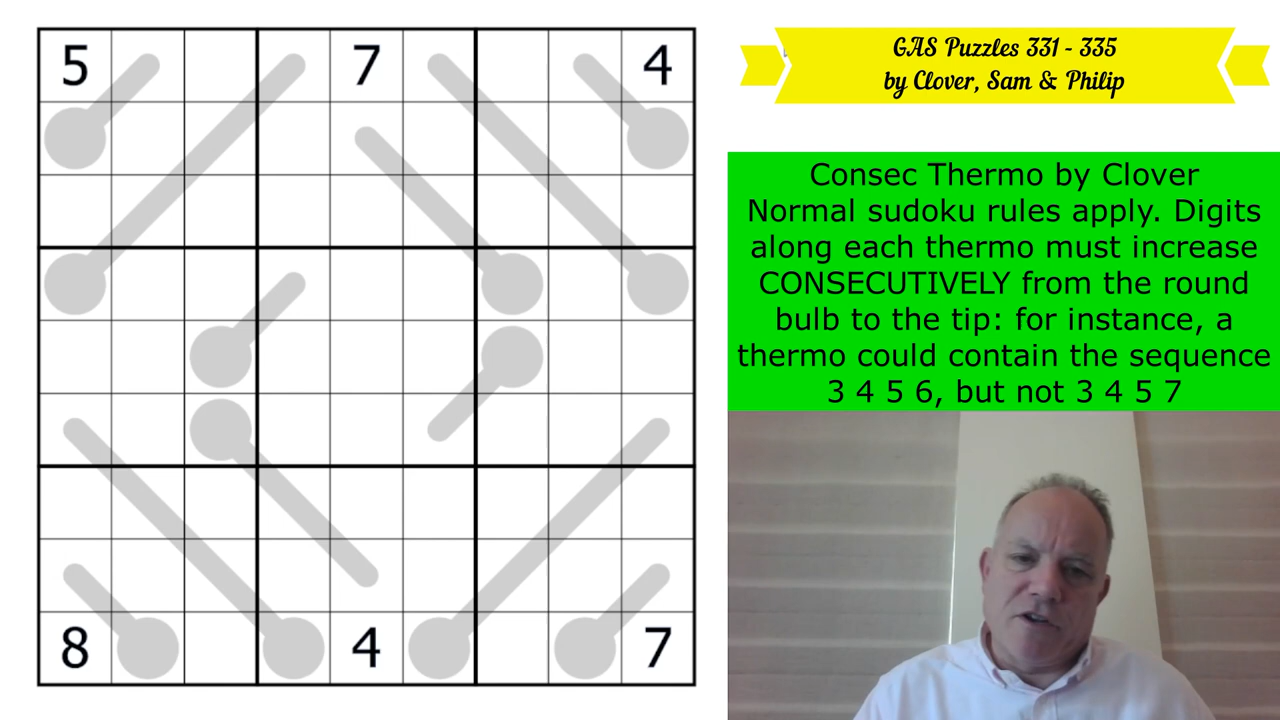 GAS Puzzles 331 - 335
by Clover, Sam & Philip
Consec Thermo by Clover
Normal sudoku rules apply. Digits
along each thermo must increase
CONSECUTIVELY from the round
bulb to the tip: for instance, a
thermo could contain the sequence
3 4 5 6, but not 3 4 5 7
5 7 4
8 4 7